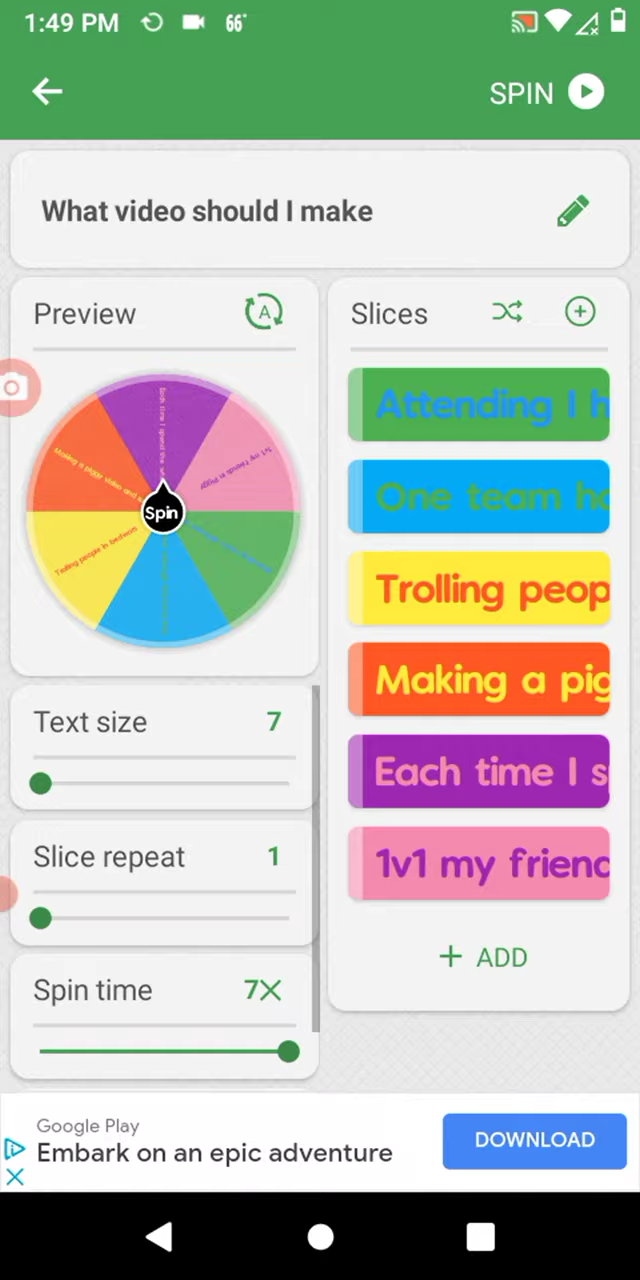 1:49 PM 66°
SPIN
What video should I make
Preview
Slices
Spin
Attending I h
One team ho
Trolling peop
Making a pig
Each time I s
1v1 my friend
+ ADD
Text size 7
Slice repeat 1
Spin time 7X
Google Play
Embark on an epic adventure
DOWNLOAD